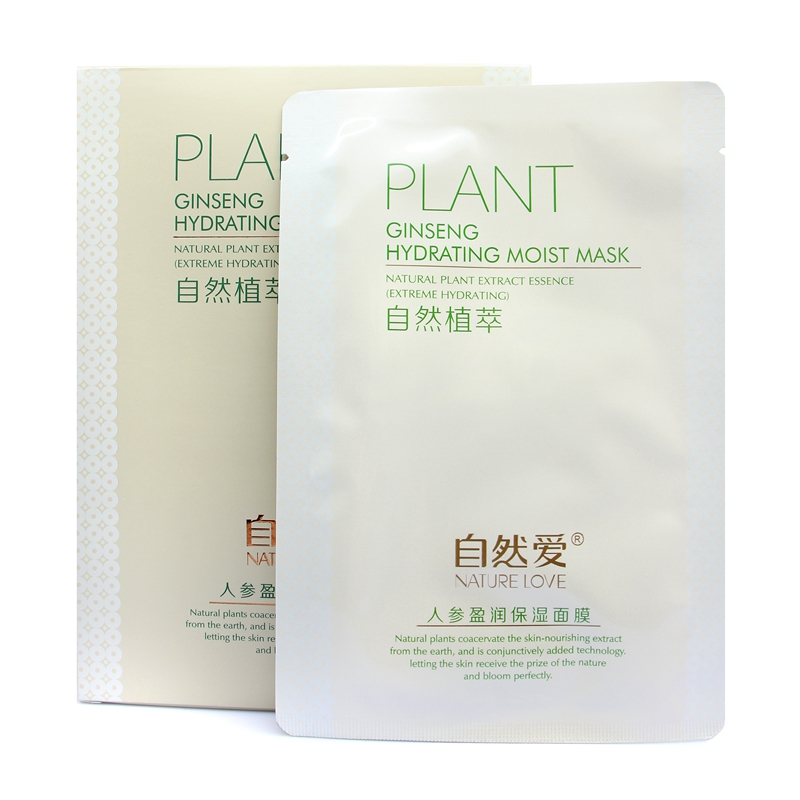 PLA
GINSENG
HYDRATING
NATURAL PLANT EXT
(EXTREME HYDRATIN
自然植萃
自
NAT
人参盈
Natural plants coacer
from the earth, and is
letting the skin re
and b
PLANT
GINSENG
HYDRATING MOIST MASK
NATURAL PLANT EXTRACT ESSENCE
(EXTREME HYDRATING)
自然植萃
自然爱®
NATURE LOVE
人参盈润保湿面膜
Natural plants coacervate the skin-nourishing extract
from the earth, and is conjunctively added technology.
letting the skin receive the prize of the nature
and bloom perfectly.